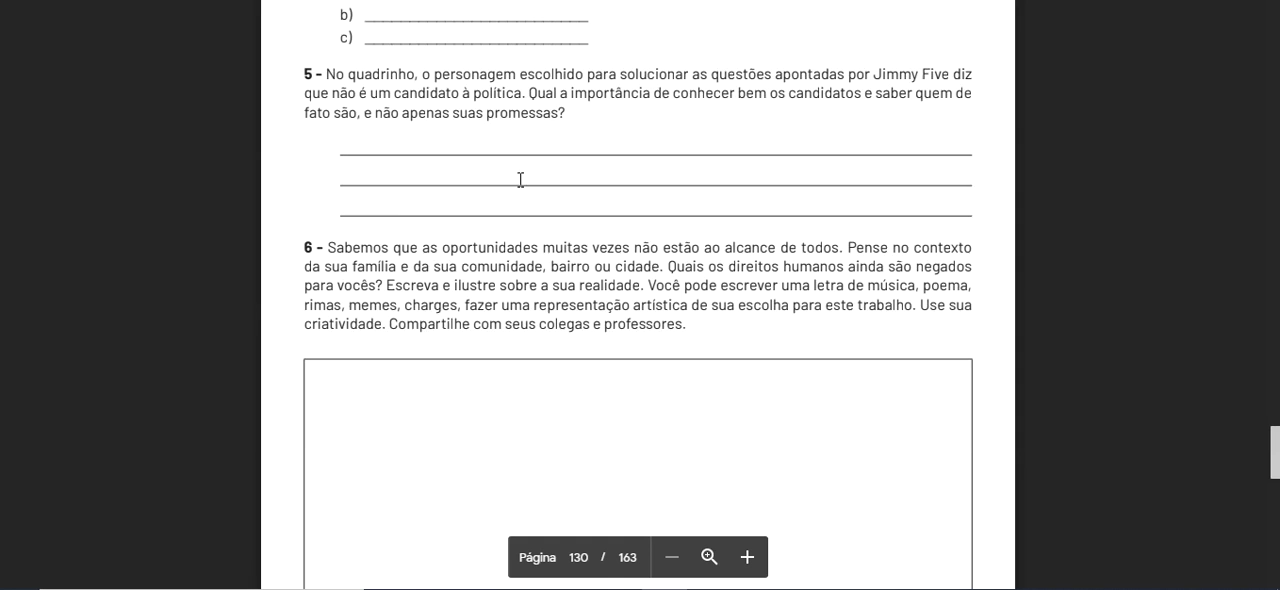 b) ___________________________
c) ___________________________
5 - No quadrinho, o personagem escolhido para solucionar as questões apontadas por Jimmy Five diz
que não é um candidato à política. Qual a importância de conhecer bem os candidatos e saber quem de
fato são, e não apenas suas promessas?
6 - Sabemos que as oportunidades muitas vezes não estão ao alcance de todos. Pense no contexto
da sua família e da sua comunidade, bairro ou cidade. Quais os direitos humanos ainda são negados
para vocês? Escreva e ilustre sobre a sua realidade. Você pode escrever uma letra de música, poema,
rimas, memes, charges, fazer uma representação artística de sua escolha para este trabalho. Use sua
criatividade. Compartilhe com seus colegas e professores.
Página 130 / 163